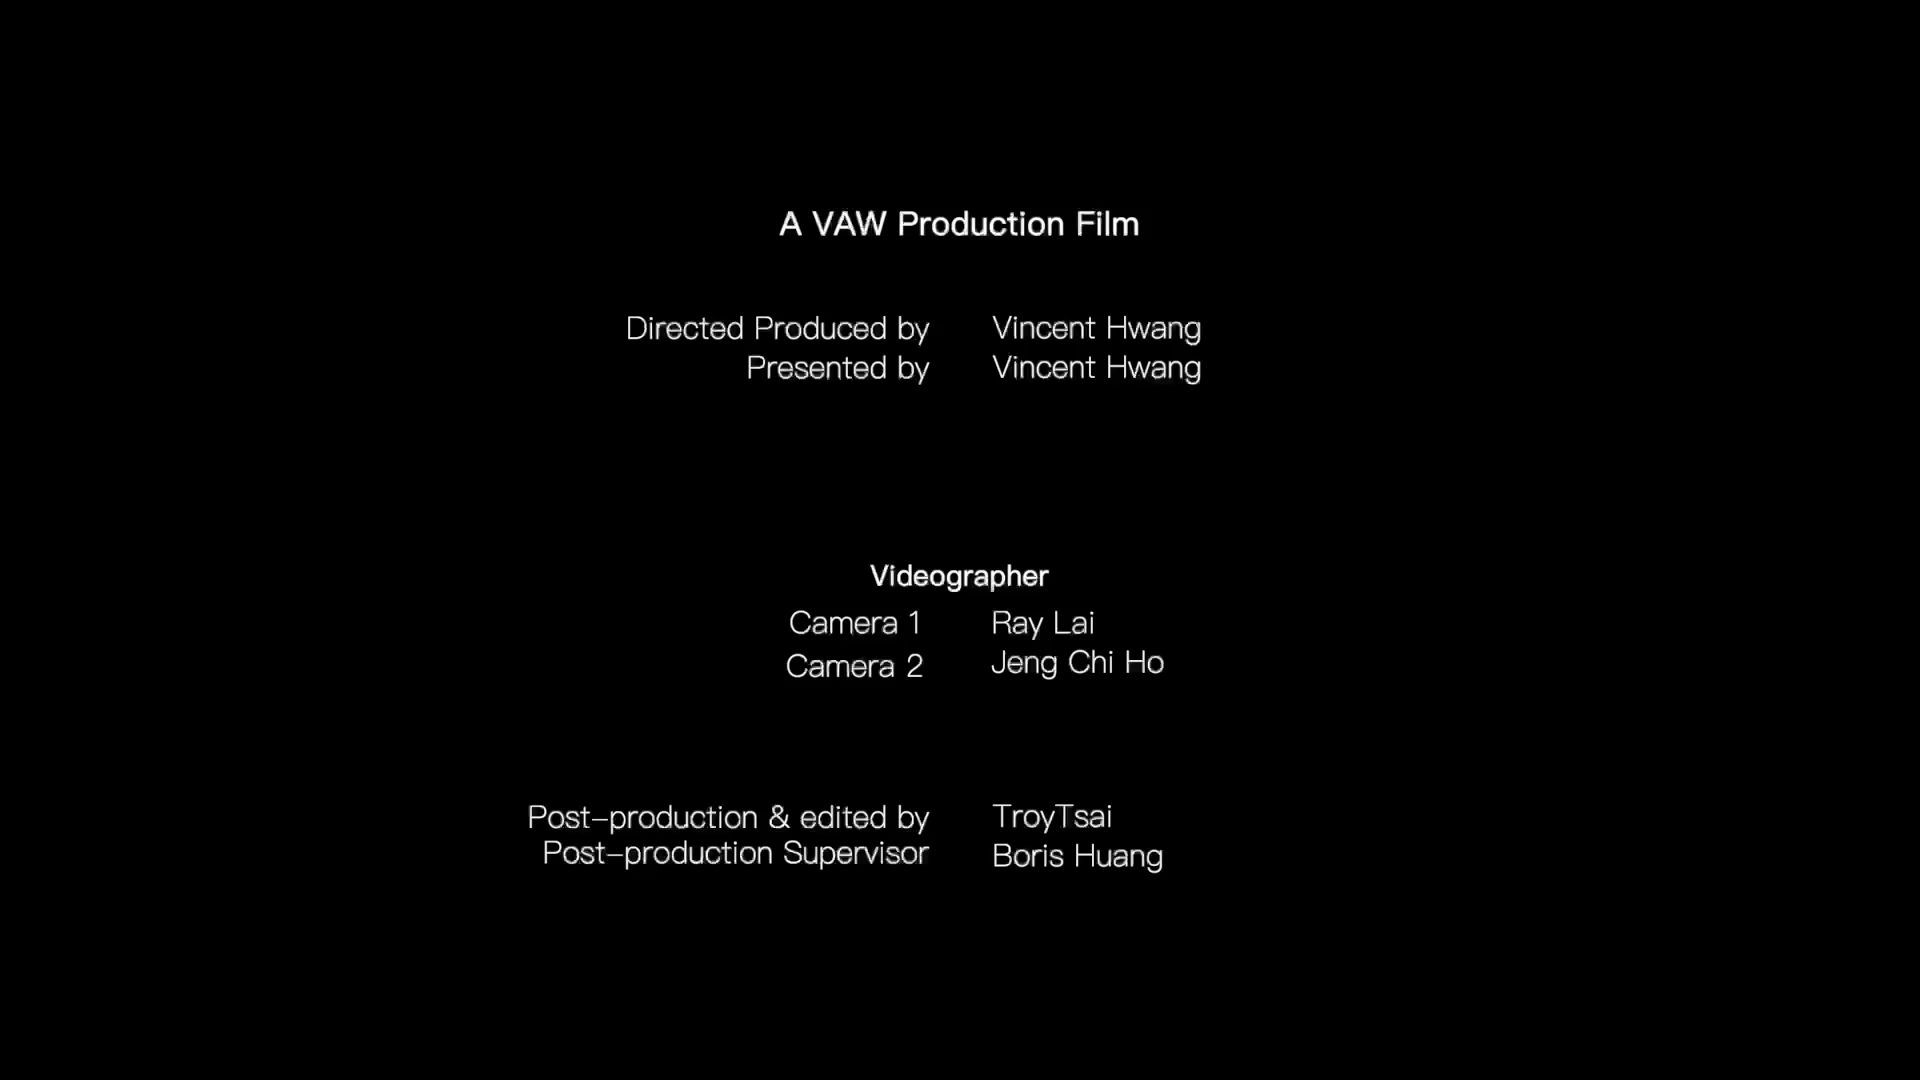 A VAW Production Film
Directed Produced by Vincent Hwang
Presented by Vincent Hwang
Videographer
Camera 1 Ray Lai
Camera 2 Jeng Chi Ho
Post-production & edited by TroyTsai
Post-production Supervisor Boris Huang